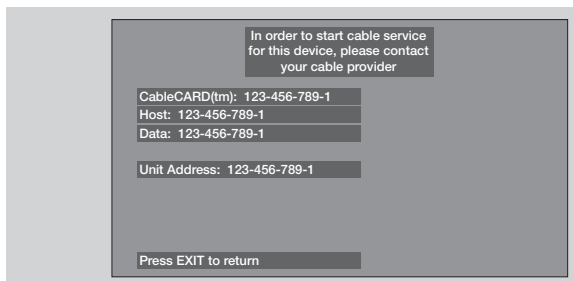 In order to start cable service
for this device, please contact
your cable provider
CableCARD(tm): 123-456-789-1
Host: 123-456-789-1
Data: 123-456-789-1
Unit Address: 123-456-789-1
Press EXIT to return